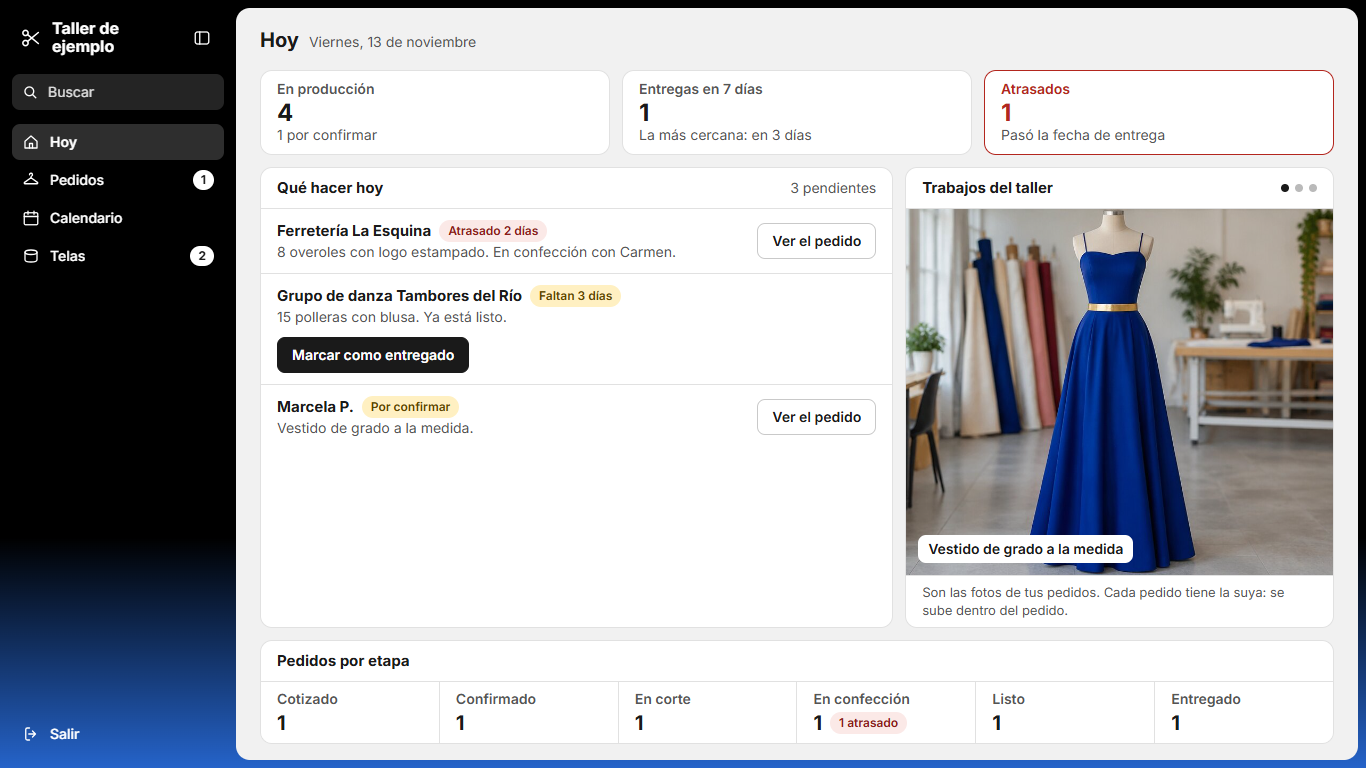 Taller de
ejemplo
Buscar
Hoy
Pedidos 1
Calendario
Telas 2
Salir
Hoy Viernes, 13 de noviembre
En producción
4
1 por confirmar
Entregas en 7 días
1
La más cercana: en 3 días
Atrasados
1
Pasó la fecha de entrega
Qué hacer hoy 3 pendientes
Ferretería La Esquina Atrasado 2 días
8 overoles con logo estampado. En confección con Carmen.
Ver el pedido
Grupo de danza Tambores del Río Faltan 3 días
15 polleras con blusa. Ya está listo.
Marcar como entregado
Marcela P. Por confirmar
Vestido de grado a la medida.
Ver el pedido
Trabajos del taller
Vestido de grado a la medida
Son las fotos de tus pedidos. Cada pedido tiene la suya: se
sube dentro del pedido.
Pedidos por etapa
Cotizado
1
Confirmado
1
En corte
1
En confección
1 1 atrasado
Listo
1
Entregado
1